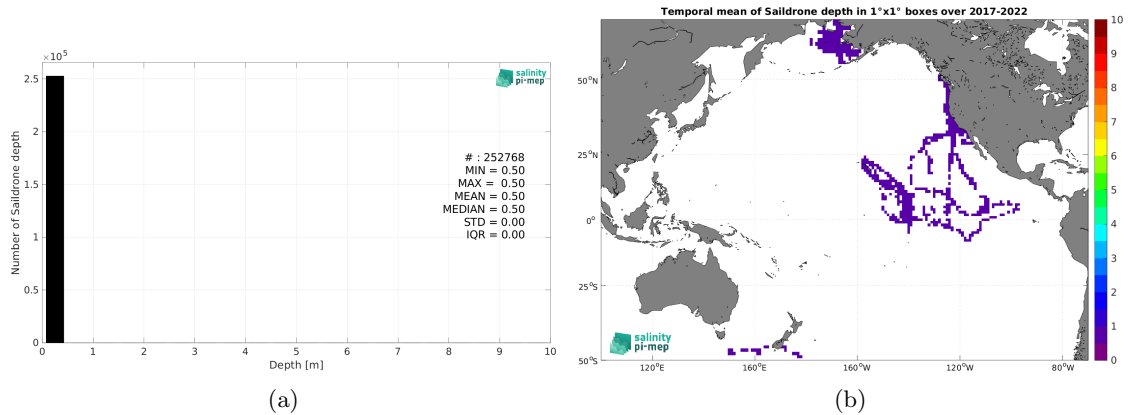 ×10⁵
2.5
2
1.5
1
0.5
0
Number of Saildrone depth
salinity
pi-mep
# : 252768
MIN = 0.50
MAX = 0.50
MEAN = 0.50
MEDIAN = 0.50
STD = 0.00
IQR = 0.00
0 1 2 3 4 5 6 7 8 9 10
Depth [m]
(a)
Temporal mean of Saildrone depth in 1°x1° boxes over 2017-2022
50°N
25°N
0°
25°S
50°S
120°E 160°E 160°W 120°W 80°W
salinity
pi-mep
10
9
8
7
6
5
4
3
2
1
0
(b)